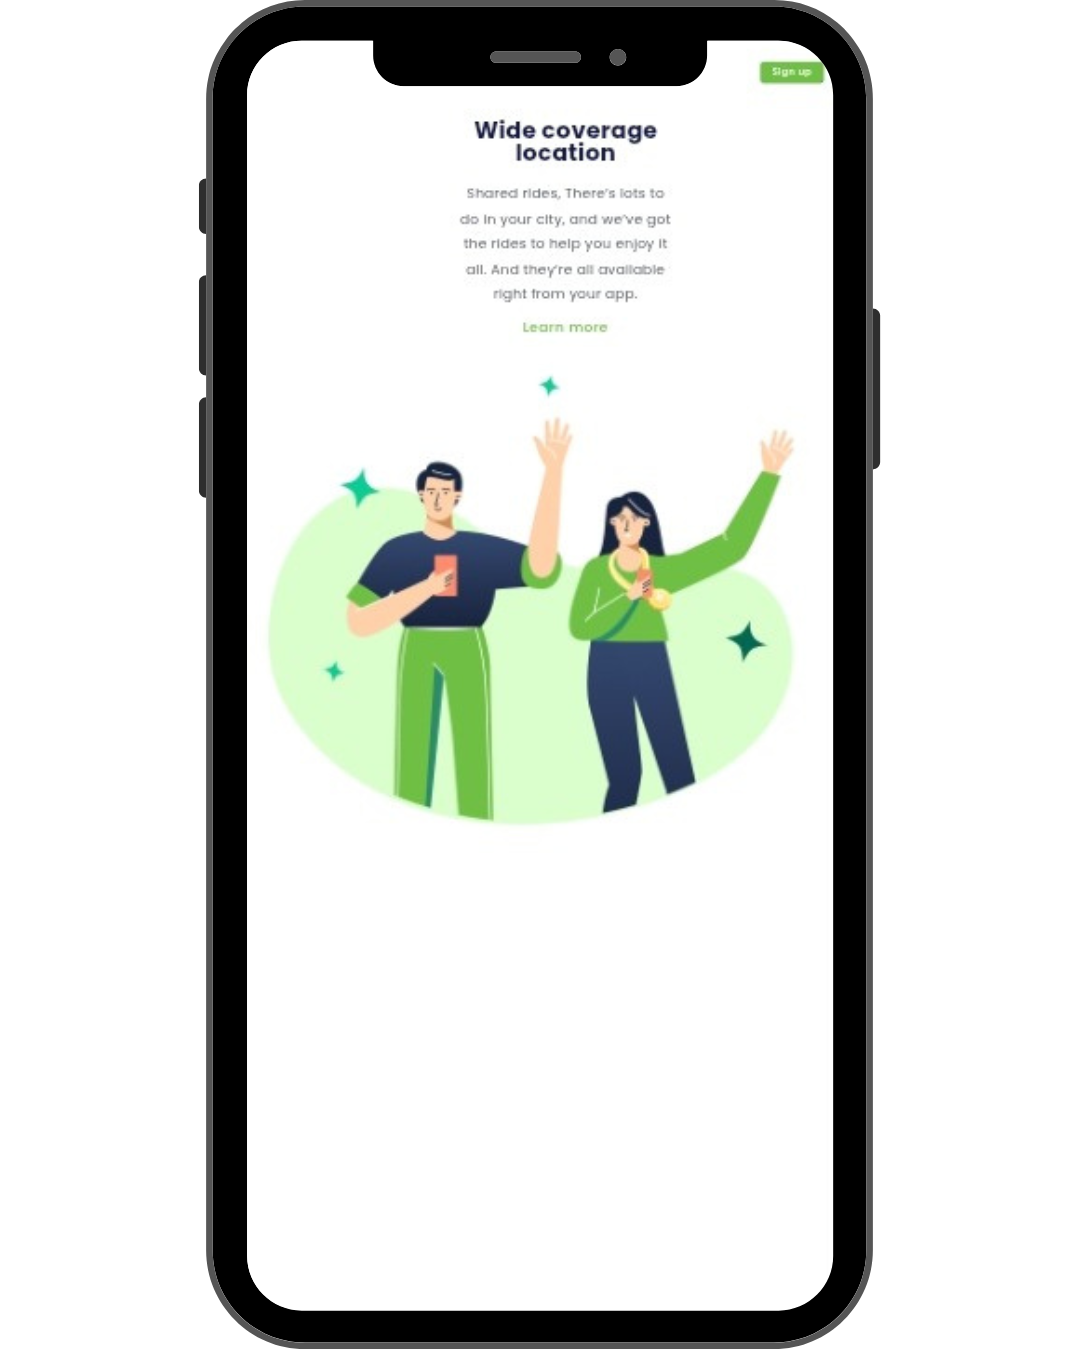 Sign up
Wide coverage
location
Shared rides, There's lots to
do in your city, and we've got
the rides to help you enjoy it
all. And they're all available
right from your app.
Learn more